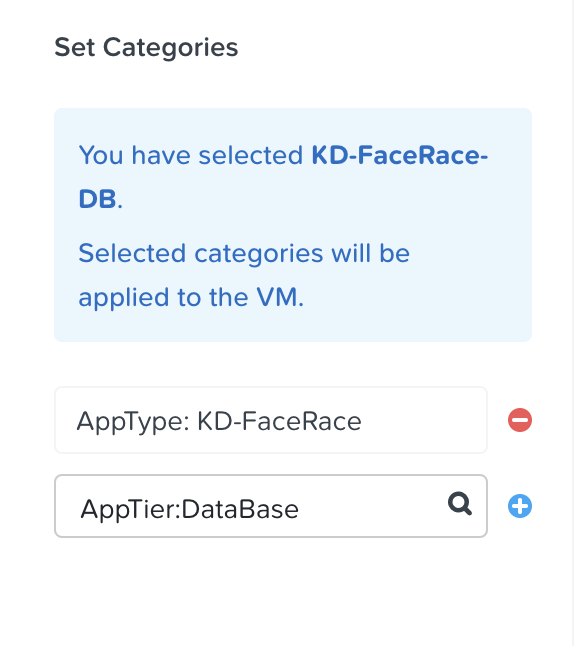 Set Categories
You have selected KD-FaceRace-
DB.
Selected categories will be
applied to the VM.
AppType: KD-FaceRace
AppTier:DataBase